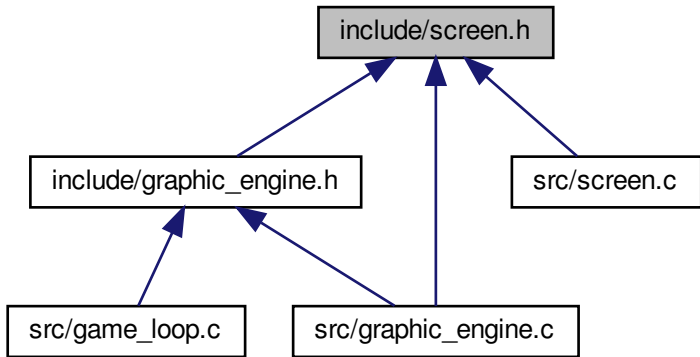 include/screen.h
include/graphic_engine.h
src/screen.c
src/game_loop.c
src/graphic_engine.c